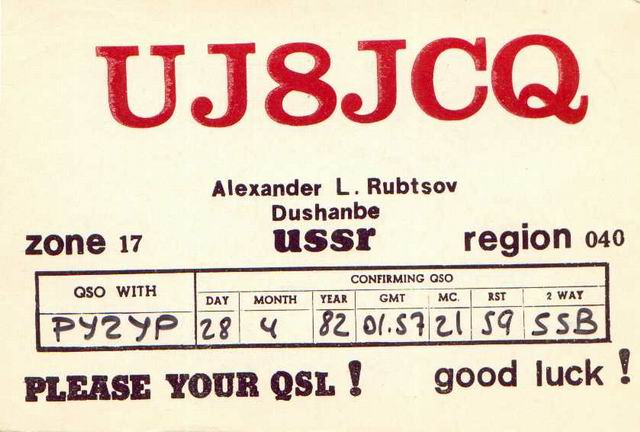 UJ8JCQ
Alexander L. Rubtsov
Dushanbe
zone 17 ussr region 040
QSO WITH CONFIRMING QSO
DAY MONTH YEAR GMT MC. RST 2 WAY
PY2YP 28 4 82 01.57 21 59 SSB
PLEASE YOUR QSL ! good luck !